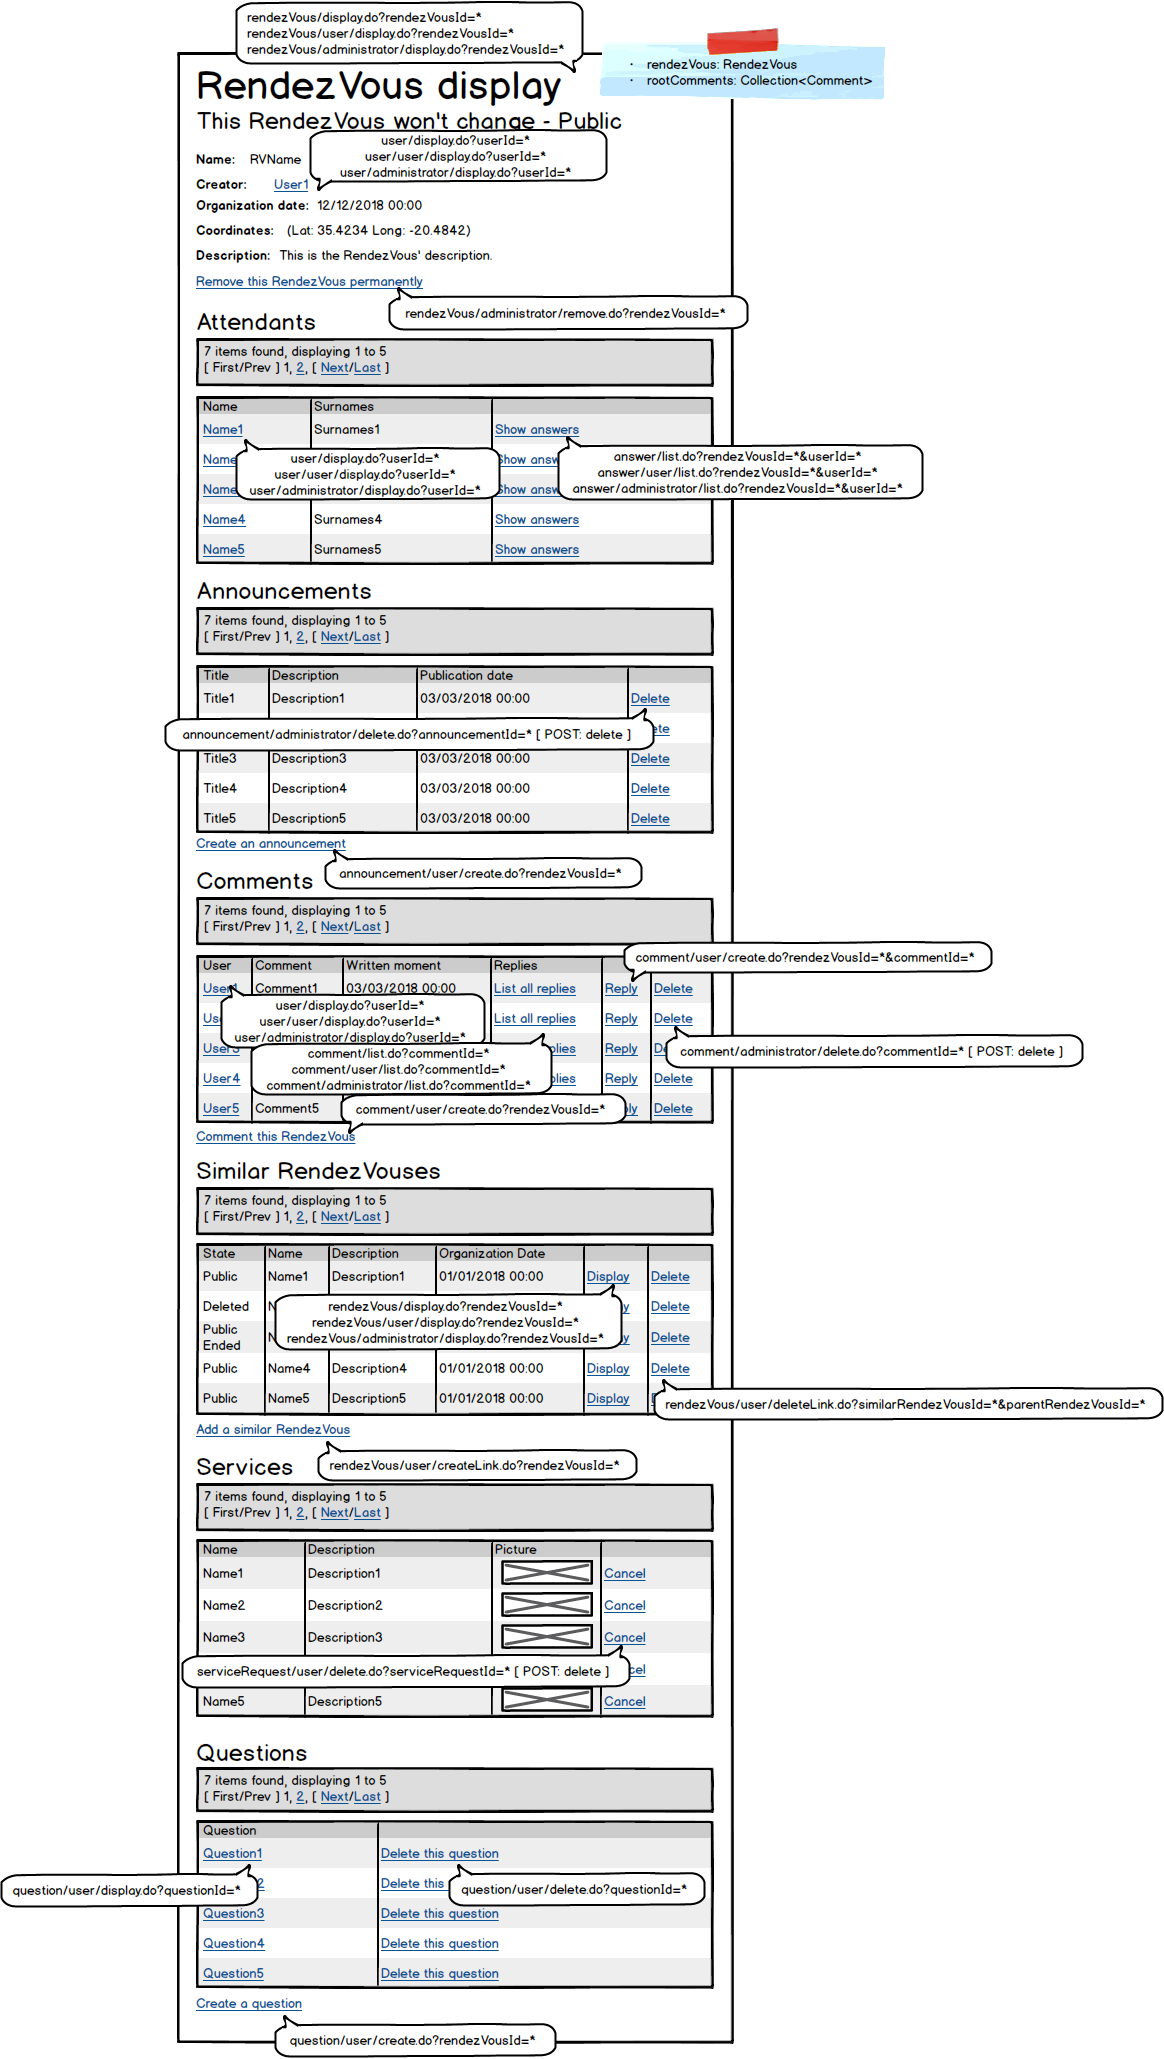 rendezVous/display.do?rendezVousId=*
rendezVous/user/display.do?rendezVousId=*
rendezVous/administrator/display.do?rendezVousId=*
· rendezVous: RendezVous
· rootComments: Collection<Comment>
RendezVous display
This RendezVous won't change - Public
user/display.do?userId=*
user/user/display.do?userId=*
user/administrator/display.do?userId=*
Name: RVName
Creator: User1
Organization date: 12/12/2018 00:00
Coordinates: (Lat: 35.4234 Long: -20.4842)
Description: This is the RendezVous' description.
Remove this RendezVous permanently
rendezVous/administrator/remove.do?rendezVousId=*
Attendants
7 items found, displaying 1 to 5
[ First/Prev ] 1, 2, [ Next/Last ]
Name Surnames
Name1 Surnames1 Show answers
Name Show answ
Name Show answ
user/display.do?userId=*
user/user/display.do?userId=*
user/administrator/display.do?userId=*
answer/list.do?rendezVousId=*&userId=*
answer/user/list.do?rendezVousId=*&userId=*
answer/administrator/list.do?rendezVousId=*&userId=*
Name4 Surnames4 Show answers
Name5 Surnames5 Show answers
Announcements
7 items found, displaying 1 to 5
[ First/Prev ] 1, 2, [ Next/Last ]
Title Description Publication date
Title1 Description1 03/03/2018 00:00 Delete
announcement/administrator/delete.do?announcementId=* [ POST: delete ] ete
Title3 Description3 03/03/2018 00:00 Delete
Title4 Description4 03/03/2018 00:00 Delete
Title5 Description5 03/03/2018 00:00 Delete
Create an announcement
announcement/user/create.do?rendezVousId=*
Comments
7 items found, displaying 1 to 5
[ First/Prev ] 1, 2, [ Next/Last ]
comment/user/create.do?rendezVousId=*&commentId=*
User Comment Written moment Replies
User1 Comment1 03/03/2018 00:00 List all replies Reply Delete
Us List all replies Reply Delete
user/display.do?userId=*
user/user/display.do?userId=*
user/administrator/display.do?userId=*
User3 plies Reply De
comment/administrator/delete.do?commentId=* [ POST: delete ]
comment/list.do?commentId=*
comment/user/list.do?commentId=*
comment/administrator/list.do?commentId=*
User4 plies Reply Delete
User5 Comment5 ply Delete
comment/user/create.do?rendezVousId=*
Comment this RendezVous
Similar RendezVouses
7 items found, displaying 1 to 5
[ First/Prev ] 1, 2, [ Next/Last ]
State Name Description Organization Date
Public Name1 Description1 01/01/2018 00:00 Display Delete
Deleted N y Delete
Public Ended N y Delete
rendezVous/display.do?rendezVousId=*
rendezVous/user/display.do?rendezVousId=*
rendezVous/administrator/display.do?rendezVousId=*
Public Name4 Description4 01/01/2018 00:00 Display Delete
Public Name5 Description5 01/01/2018 00:00 Display
rendezVous/user/deleteLink.do?similarRendezVousId=*&parentRendezVousId=*
Add a similar RendezVous
rendezVous/user/createLink.do?rendezVousId=*
Services
7 items found, displaying 1 to 5
[ First/Prev ] 1, 2, [ Next/Last ]
Name Description Picture
Name1 Description1 Cancel
Name2 Description2 Cancel
Name3 Description3 Cancel
serviceRequest/user/delete.do?serviceRequestId=* [ POST: delete ] cel
Name5 Description5 Cancel
Questions
7 items found, displaying 1 to 5
[ First/Prev ] 1, 2, [ Next/Last ]
Question
Question1 Delete this question
2 Delete this
question/user/display.do?questionId=*
question/user/delete.do?questionId=*
Question3 Delete this question
Question4 Delete this question
Question5 Delete this question
Create a question
question/user/create.do?rendezVousId=*